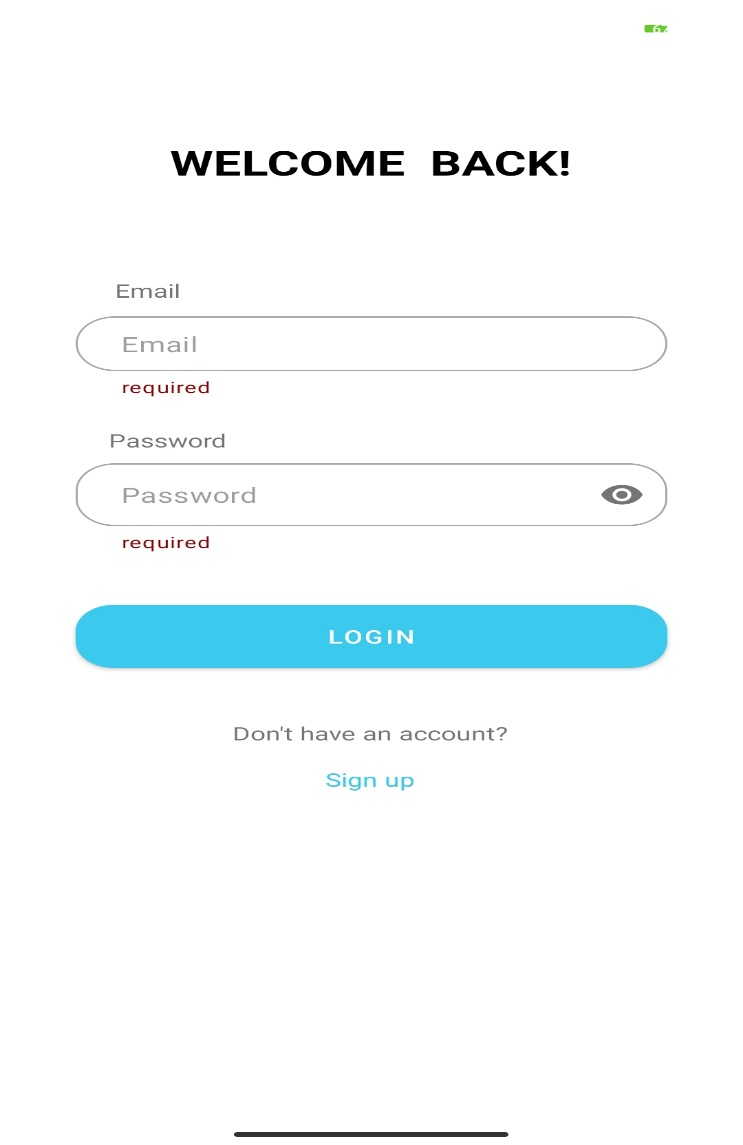 WELCOME BACK!
Email
Email
required
Password
Password
required
LOGIN
Don't have an account?
Sign up